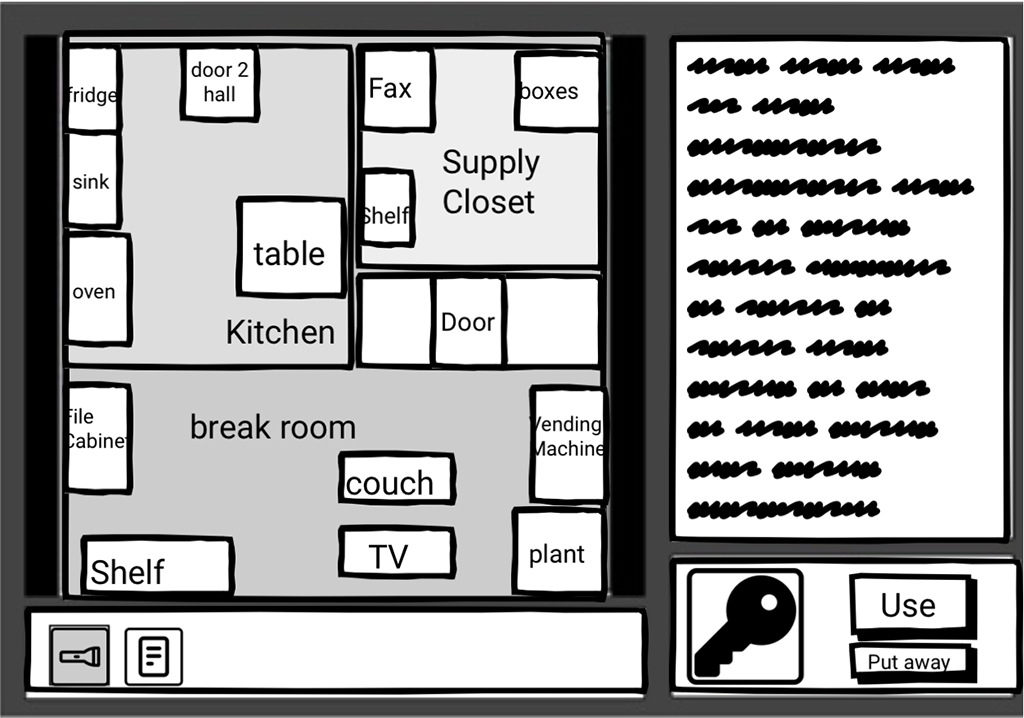 fridge
door 2
hall
Fax
boxes
sink
Supply
Closet
Shelf
table
oven
Kitchen
Door
File
Cabinet
break room
Vending
Machine
couch
TV
plant
Shelf
Use
Put away